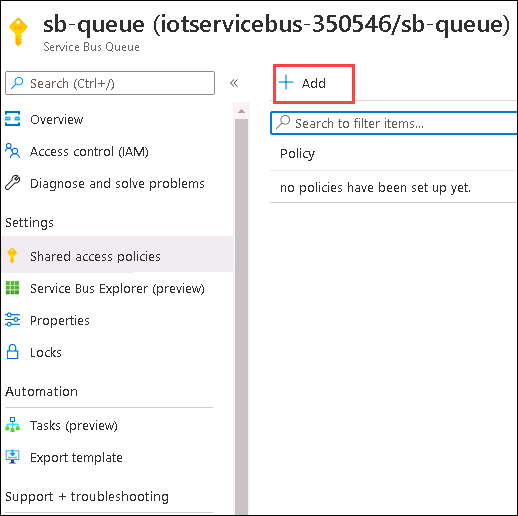 sb-queue (iotservicebus-350546/sb-queue)
Service Bus Queue
Search (Ctrl+/)
«
Overview
Access control (IAM)
Diagnose and solve problems
Settings
Shared access policies
Service Bus Explorer (preview)
Properties
Locks
Automation
Tasks (preview)
Export template
Support + troubleshooting
+ Add
Search to filter items...
Policy
no policies have been set up yet.